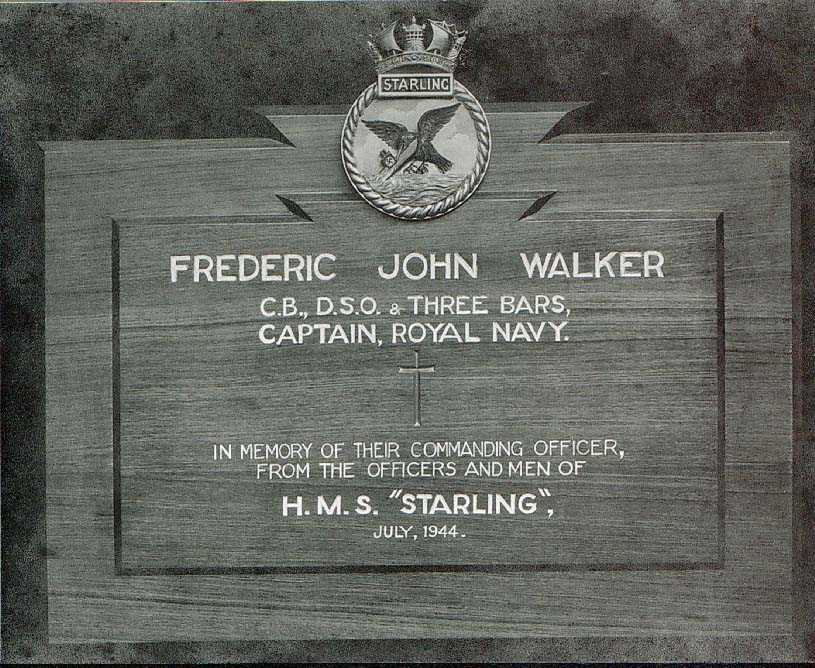 STARLING
FREDERIC JOHN WALKER
C.B., D.S.O. & THREE BARS,
CAPTAIN, ROYAL NAVY.
IN MEMORY OF THEIR COMMANDING OFFICER,
FROM THE OFFICERS AND MEN OF
H.M.S. "STARLING",
JULY, 1944.